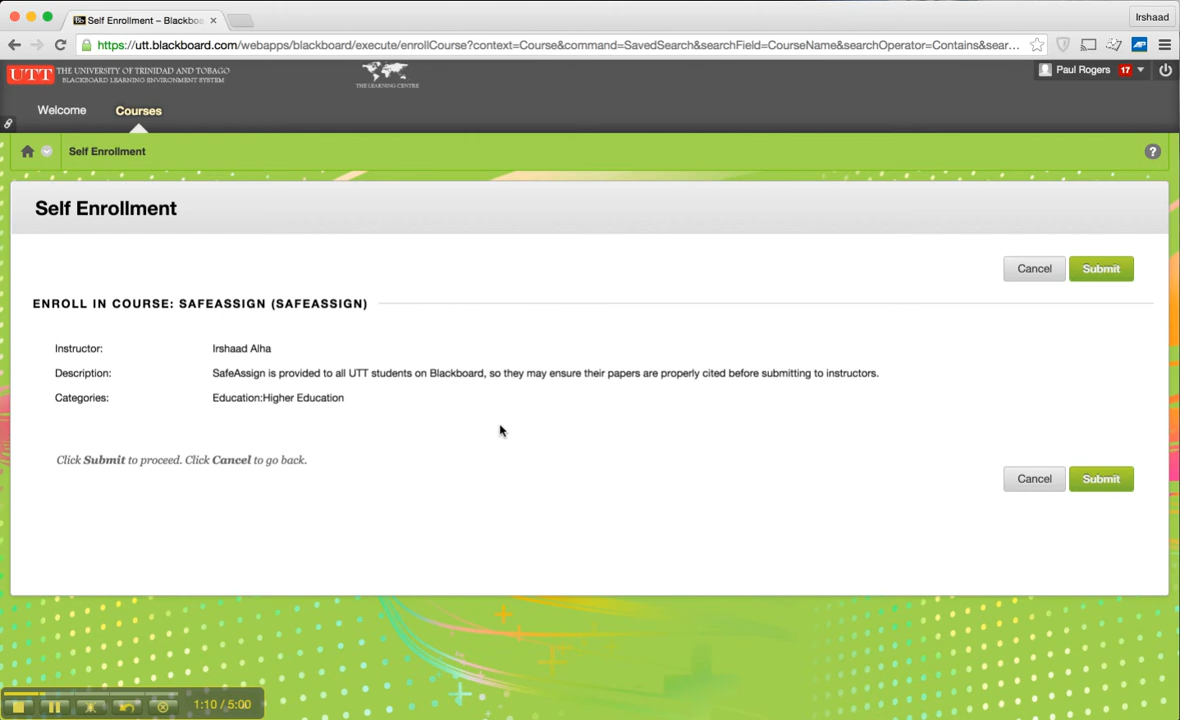 Self Enrollment – Blackboa
Irshaad
https://utt.blackboard.com/webapps/blackboard/execute/enrollCourse?context=Course&command=SavedSearch&searchField=CourseName&searchOperator=Contains&sear...
UTT THE UNIVERSITY OF TRINIDAD AND TOBAGO
BLACKBOARD LEARNING ENVIRONMENT SYSTEM
THE LEARNING CENTRE
Paul Rogers 17
Welcome Courses
Self Enrollment
?
Self Enrollment
Cancel Submit
ENROLL IN COURSE: SAFEASSIGN (SAFEASSIGN)
Instructor: Irshaad Alha
Description: SafeAssign is provided to all UTT students on Blackboard, so they may ensure their papers are properly cited before submitting to instructors.
Categories: Education:Higher Education
Click Submit to proceed. Click Cancel to go back.
Cancel Submit
1:10 / 5:00